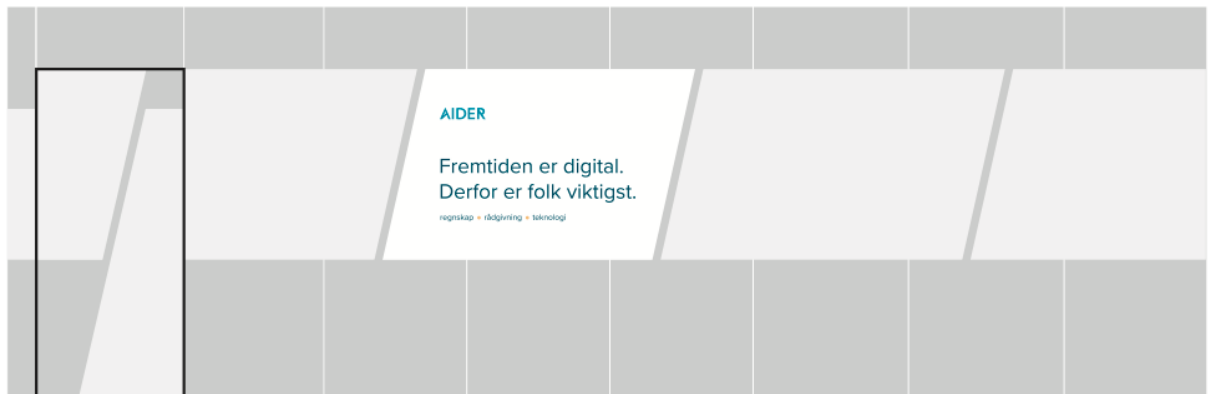 AIDER
Fremtiden er digital.
Derfor er folk viktigst.
regnskap • rådgivning • teknologi